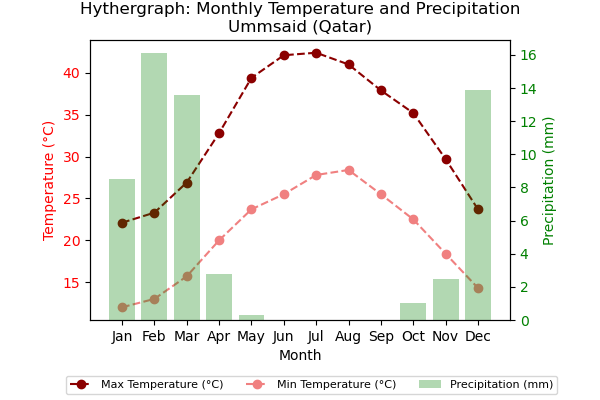 Hythergraph: Monthly Temperature and Precipitation
Ummsaid (Qatar)
Temperature (°C)
40
35
30
25
20
15
16
14
12
10
8
6
4
2
0
Precipitation (mm)
Jan Feb Mar Apr May Jun Jul Aug Sep Oct Nov Dec
Month
Max Temperature (°C) Min Temperature (°C) Precipitation (mm)